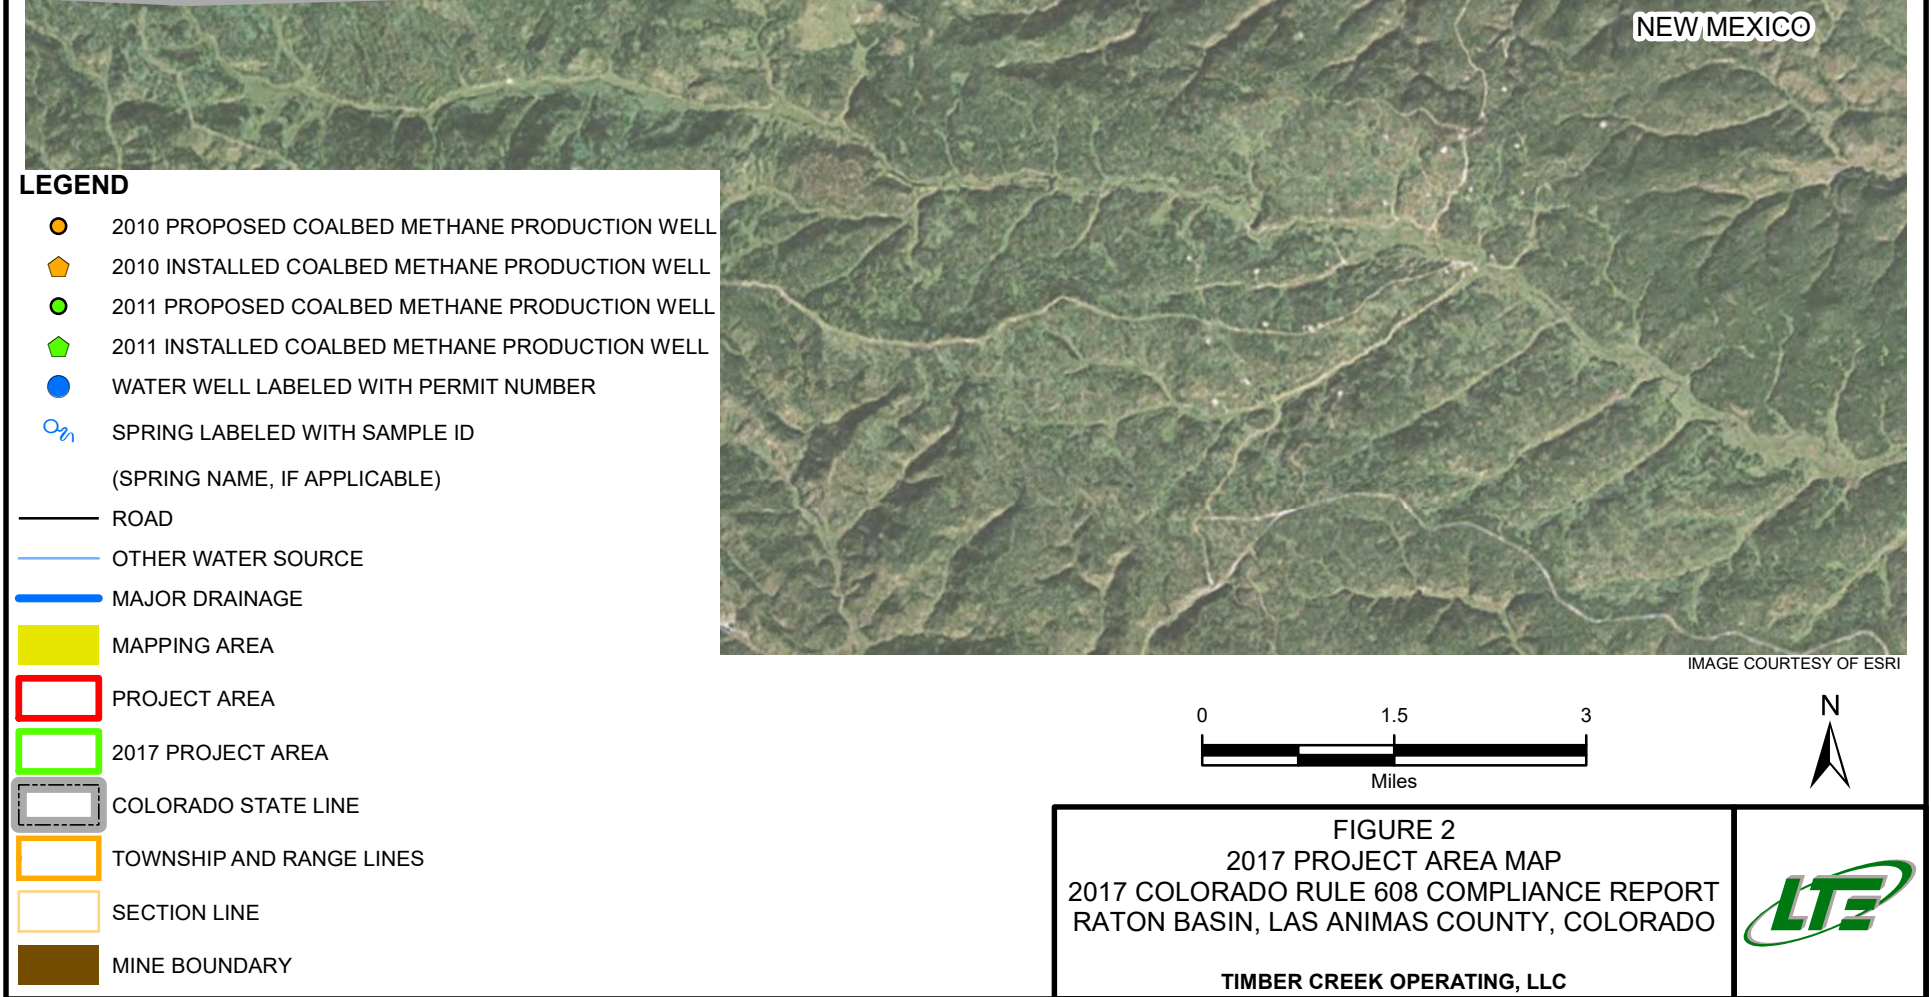 NEW MEXICO
LEGEND
2010 PROPOSED COALBED METHANE PRODUCTION WELL
2010 INSTALLED COALBED METHANE PRODUCTION WELL
2011 PROPOSED COALBED METHANE PRODUCTION WELL
2011 INSTALLED COALBED METHANE PRODUCTION WELL
WATER WELL LABELED WITH PERMIT NUMBER
SPRING LABELED WITH SAMPLE ID
(SPRING NAME, IF APPLICABLE)
ROAD
OTHER WATER SOURCE
MAJOR DRAINAGE
MAPPING AREA
PROJECT AREA
2017 PROJECT AREA
COLORADO STATE LINE
TOWNSHIP AND RANGE LINES
SECTION LINE
MINE BOUNDARY
IMAGE COURTESY OF ESRI
0 1.5 3
Miles
N
FIGURE 2
2017 PROJECT AREA MAP
2017 COLORADO RULE 608 COMPLIANCE REPORT
RATON BASIN, LAS ANIMAS COUNTY, COLORADO
TIMBER CREEK OPERATING, LLC
LTE